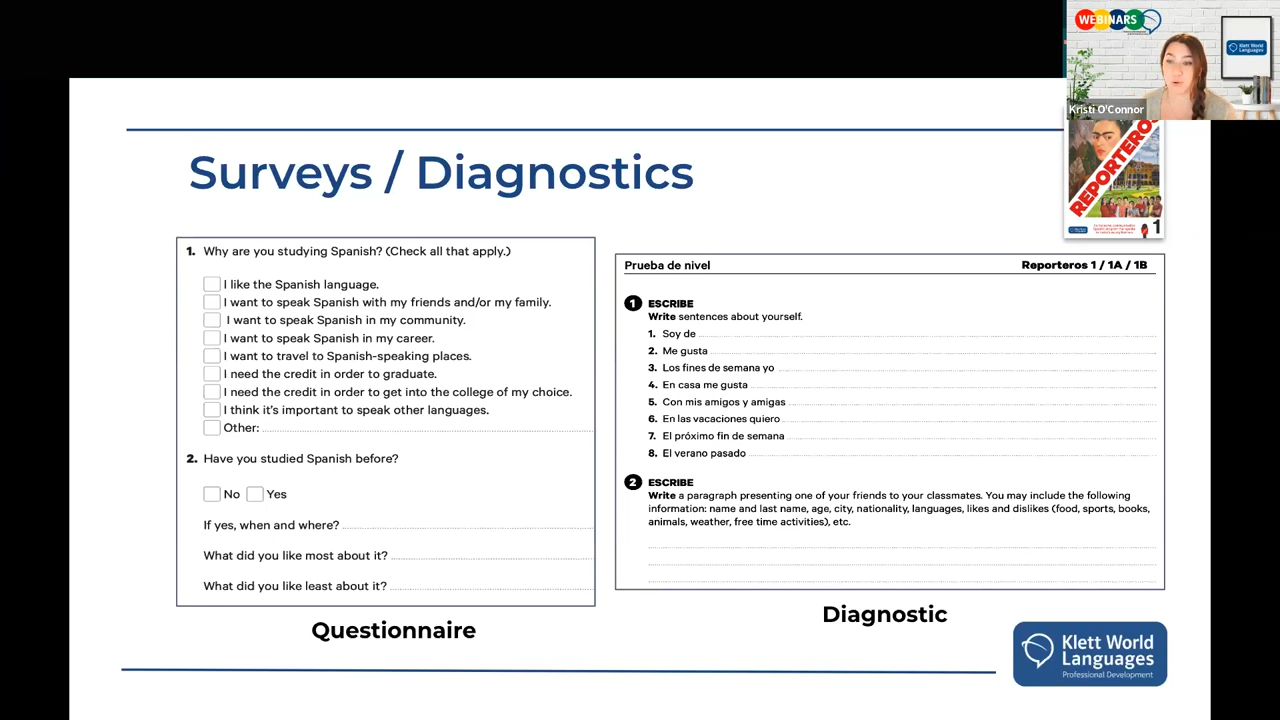 WEBINARS
Klett World
Languages
Kristi O'Connor
REPORTEROS
1
Surveys / Diagnostics
1. Why are you studying Spanish? (Check all that apply.)
I like the Spanish language.
I want to speak Spanish with my friends and/or my family.
I want to speak Spanish in my community.
I want to speak Spanish in my career.
I want to travel to Spanish-speaking places.
I need the credit in order to graduate.
I need the credit in order to get into the college of my choice.
I think it's important to speak other languages.
Other:
2. Have you studied Spanish before?
No Yes
If yes, when and where?
What did you like most about it?
What did you like least about it?
Questionnaire
Prueba de nivel Reporteros 1 / 1A / 1B
1 ESCRIBE
Write sentences about yourself.
1. Soy de
2. Me gusta
3. Los fines de semana yo
4. En casa me gusta
5. Con mis amigos y amigas
6. En las vacaciones quiero
7. El próximo fin de semana
8. El verano pasado
2 ESCRIBE
Write a paragraph presenting one of your friends to your classmates. You may include the following
information: name and last name, age, city, nationality, languages, likes and dislikes (food, sports, books,
animals, weather, free time activities), etc.
Diagnostic
Klett World
Languages
Professional Development